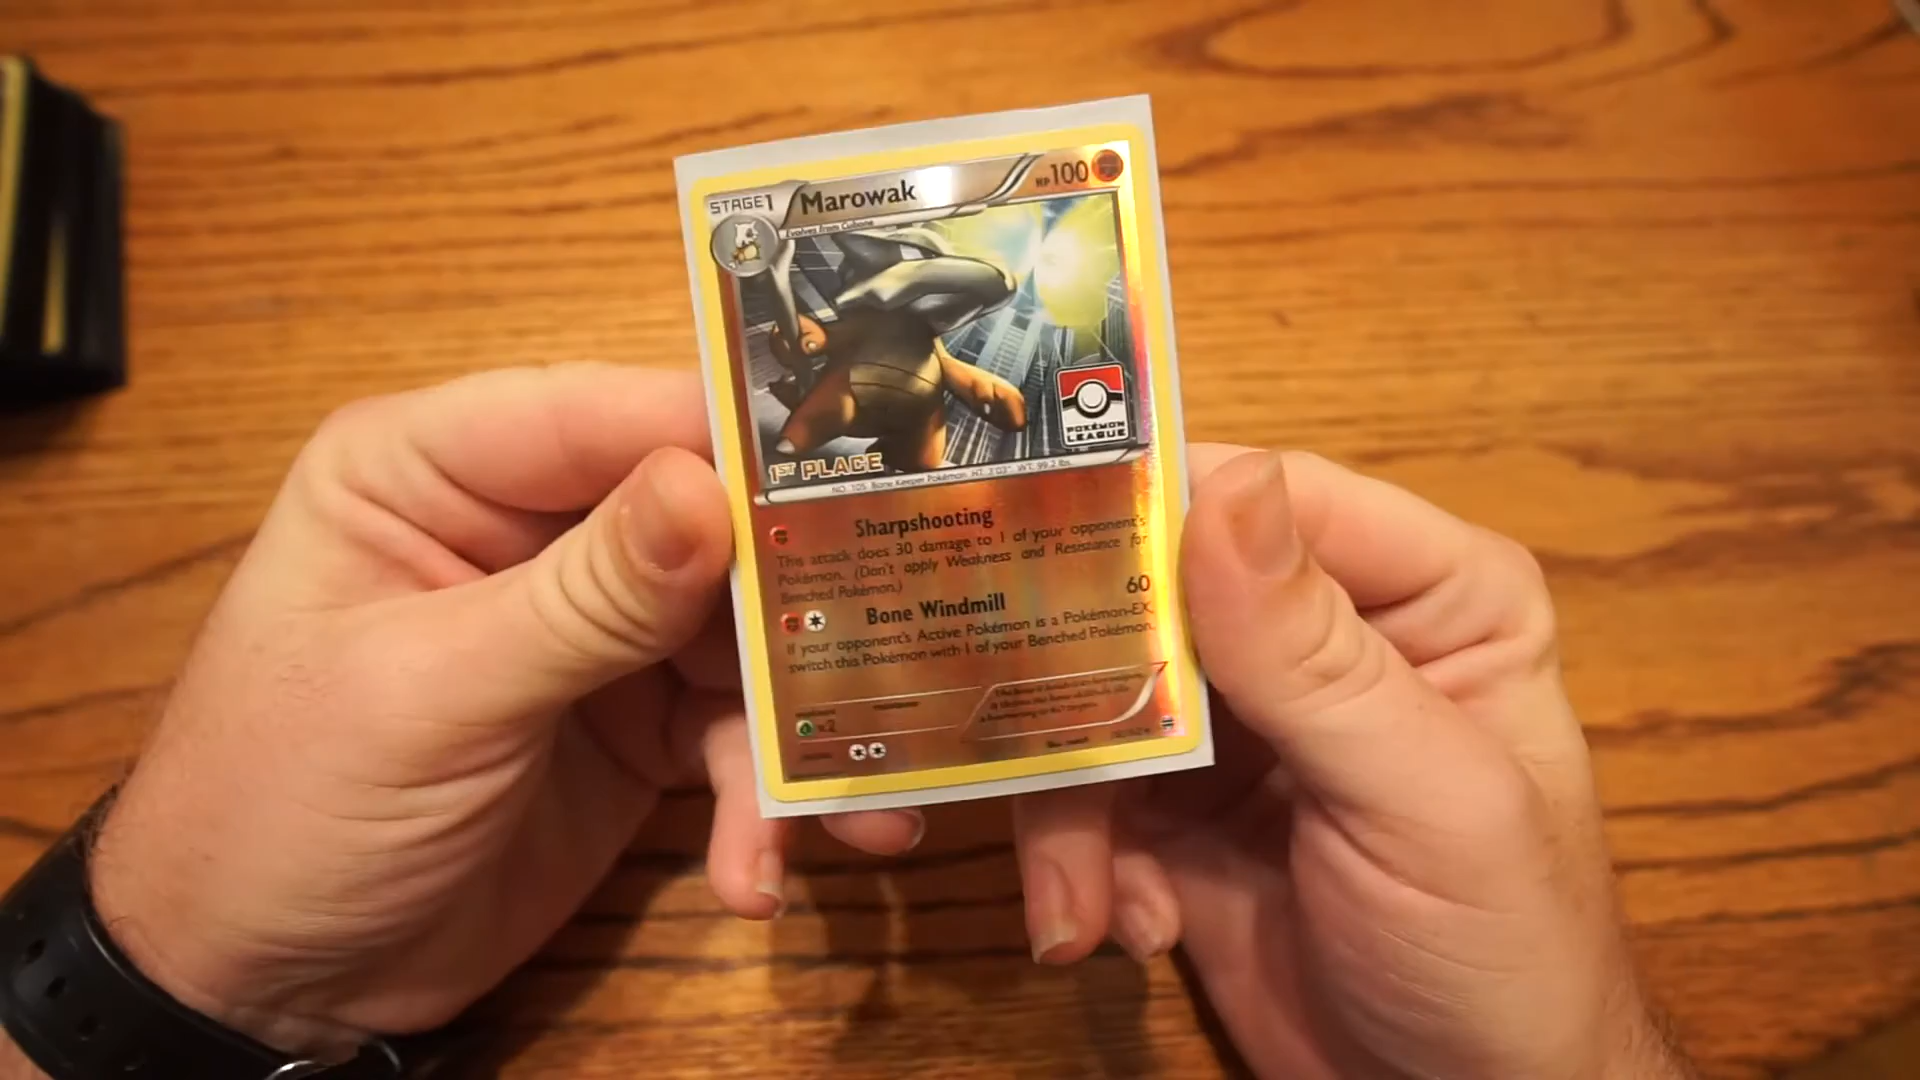 STAGE1 Marowak HP100
Evolves from Cubone
POKÉMON
LEAGUE
1ST PLACE
NO. 105 Bone Keeper Pokémon HT: 3'03" WT: 99.2 lbs.
Sharpshooting
This attack does 30 damage to 1 of your opponent's
Pokémon. (Don't apply Weakness and Resistance for
Benched Pokémon.)
Bone Windmill 60
If your opponent's Active Pokémon is a Pokémon-EX,
switch this Pokémon with 1 of your Benched Pokémon.
×2